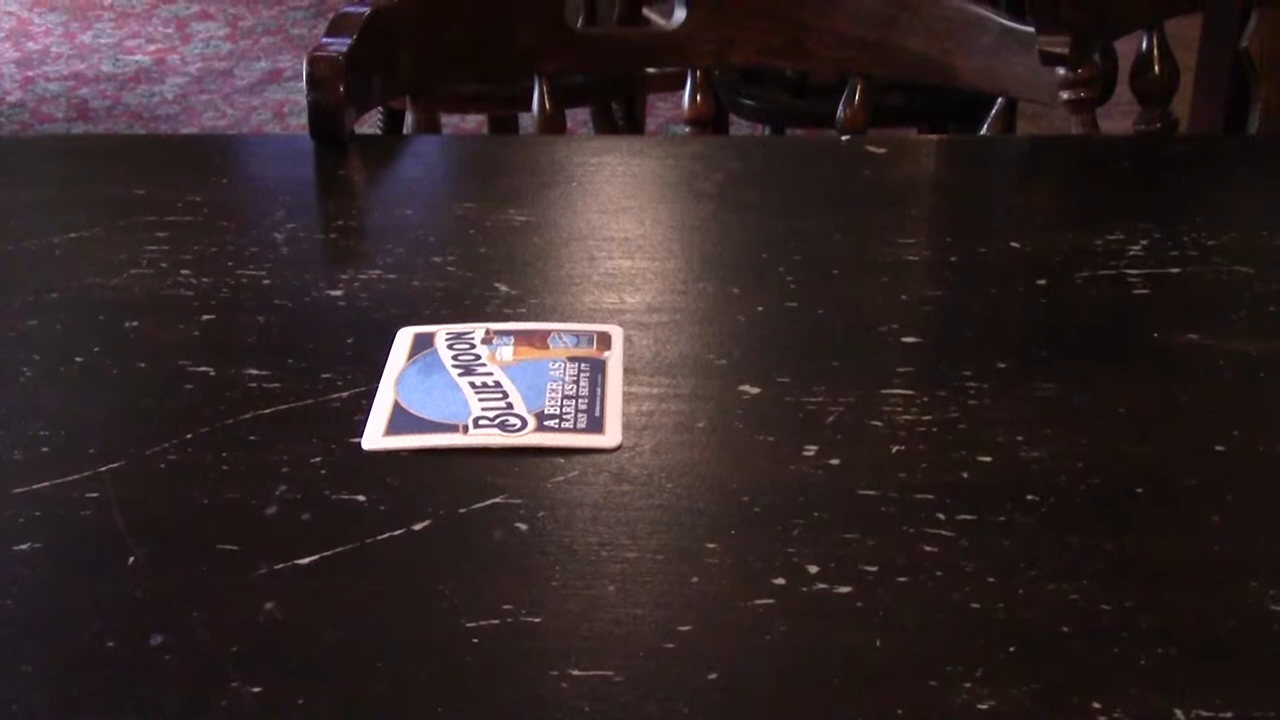 BLUE MOON
A BEER AS
RARE AS THE
WAY WE SERVE IT